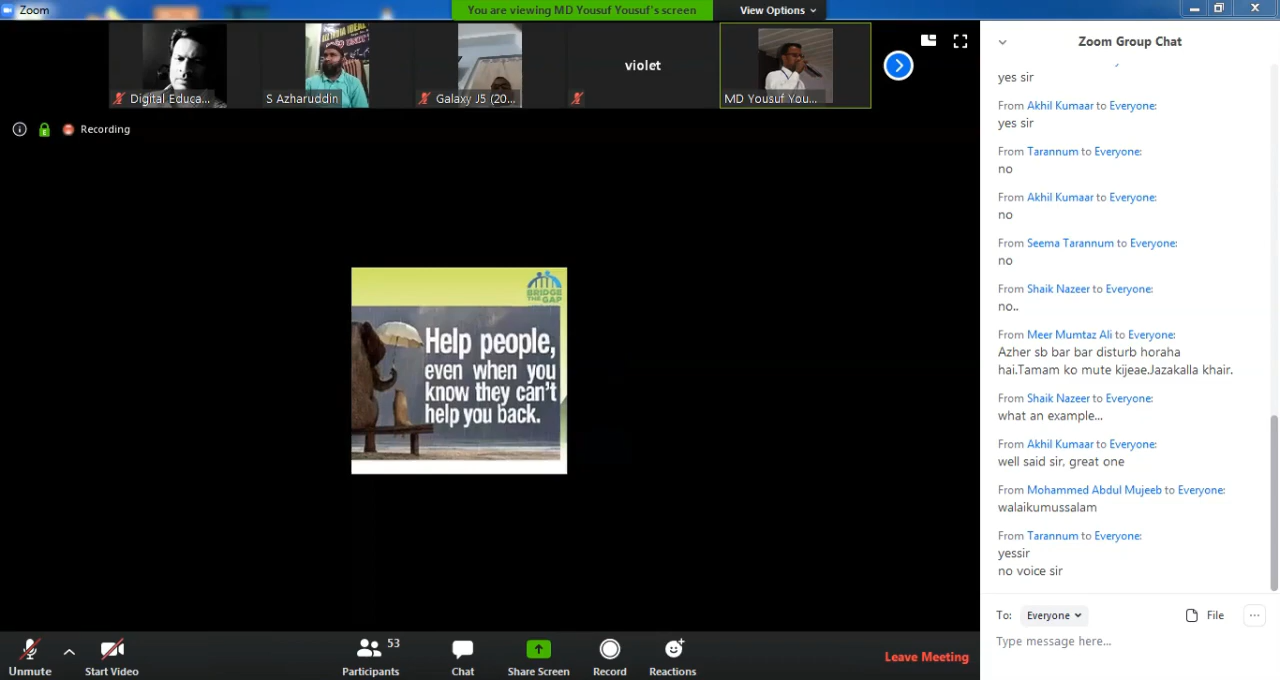 Zoom
You are viewing MD Yousuf Yousuf's screen
View Options
Digital Educa...
S Azharuddin
Galaxy J5 (20...
violet
MD Yousuf You...
Recording
BRIDGE
THE GAP
Help people,
even when you
know they can't
help you back.
Unmute
Start Video
53
Participants
Chat
Share Screen
Record
Reactions
Leave Meeting
Zoom Group Chat
yes sir
From Akhil Kumaar to Everyone:
yes sir
From Tarannum to Everyone:
no
From Akhil Kumaar to Everyone:
no
From Seema Tarannum to Everyone:
no
From Shaik Nazeer to Everyone:
no..
From Meer Mumtaz Ali to Everyone:
Azher sb bar bar disturb horaha
hai.Tamam ko mute kijeae.Jazakalla khair.
From Shaik Nazeer to Everyone:
what an example...
From Akhil Kumaar to Everyone:
well said sir, great one
From Mohammed Abdul Mujeeb to Everyone:
walaikumussalam
From Tarannum to Everyone:
yessir
no voice sir
To: Everyone
File
Type message here...